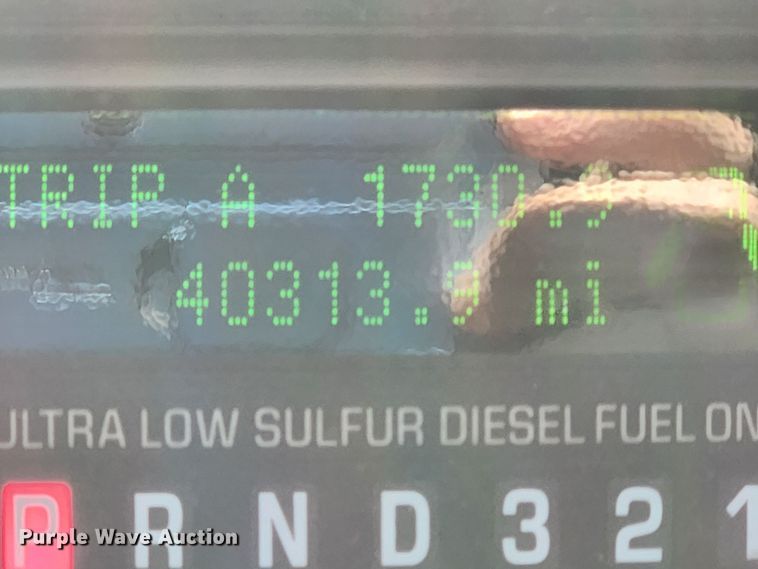 TRIP A 1730.
40313.9 mi
ULTRA LOW SULFUR DIESEL FUEL ON
P R N D 3 2 1
Purple Wave Auction